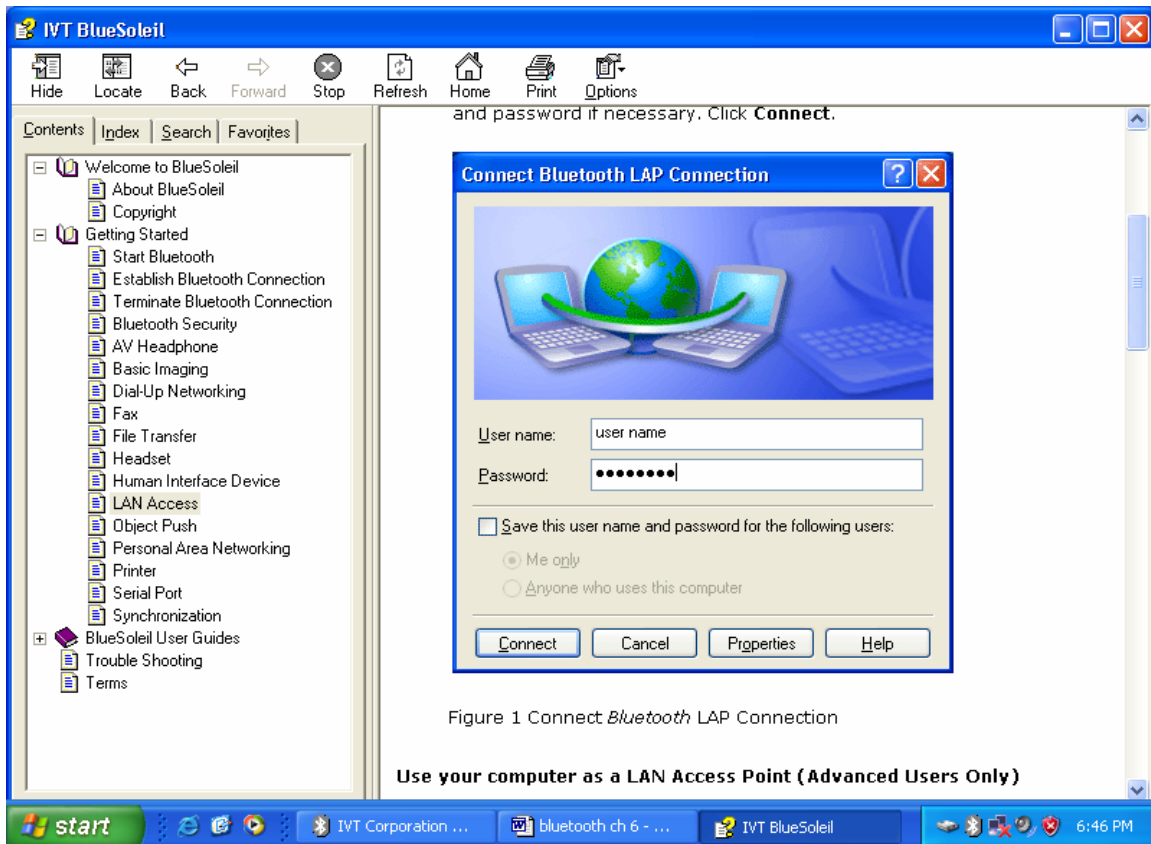 IVT BlueSoleil
Hide Locate Back Forward Stop Refresh Home Print Options
Contents Index Search Favorites
Welcome to BlueSoleil
About BlueSoleil
Copyright
Getting Started
Start Bluetooth
Establish Bluetooth Connection
Terminate Bluetooth Connection
Bluetooth Security
AV Headphone
Basic Imaging
Dial-Up Networking
Fax
File Transfer
Headset
Human Interface Device
LAN Access
Object Push
Personal Area Networking
Printer
Serial Port
Synchronization
BlueSoleil User Guides
Trouble Shooting
Terms
and password if necessary. Click Connect.
Connect Bluetooth LAP Connection
User name: user name
Password: ●●●●●●●●
Save this user name and password for the following users:
Me only
Anyone who uses this computer
Connect Cancel Properties Help
Figure 1 Connect Bluetooth LAP Connection
Use your computer as a LAN Access Point (Advanced Users Only)
start IVT Corporation ... bluetooth ch 6 - ... IVT BlueSoleil 6:46 PM